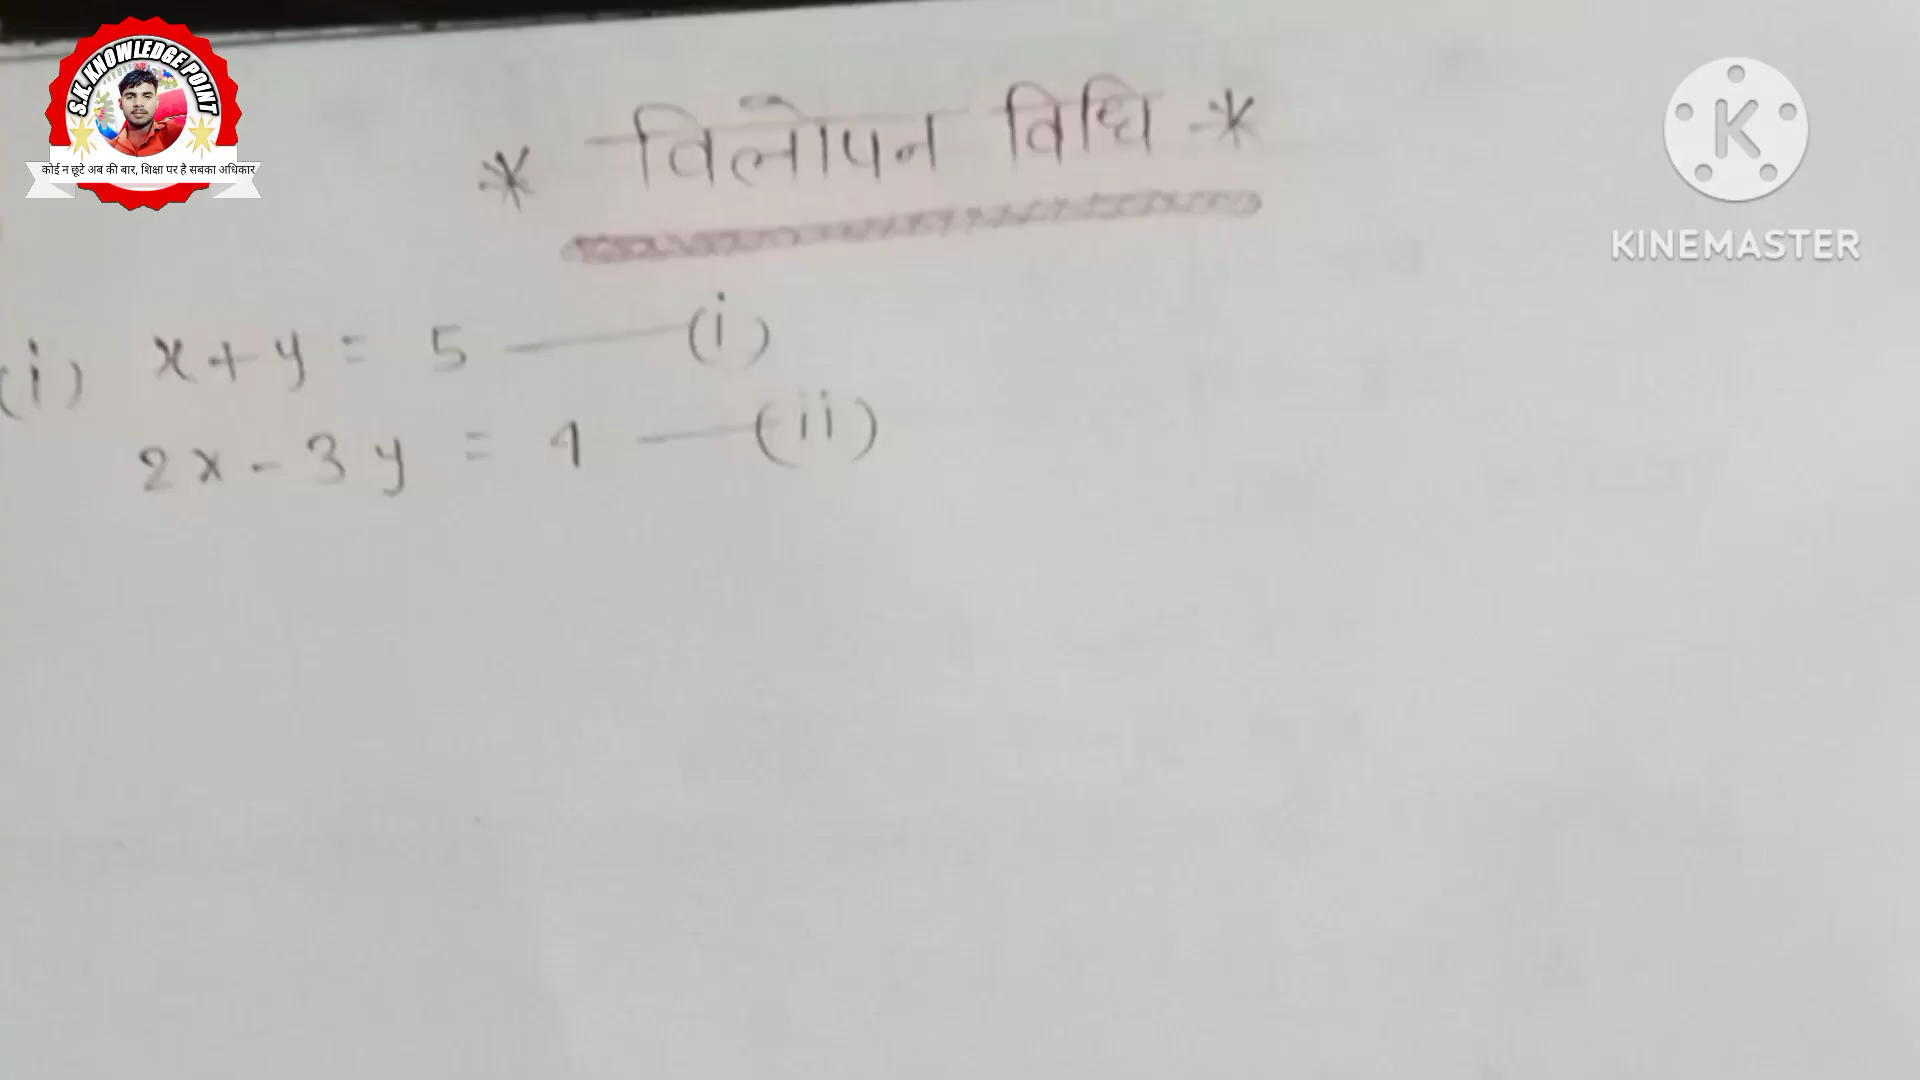 S.K. KNOWLEDGE POINT
कोई न छूटे अब की बार, शिक्षा पर है सबका अधिकार
K
KINEMASTER
* विलोपन विधि *
(i) x + y = 5 —— (i)
2x - 3y = 4 —— (ii)